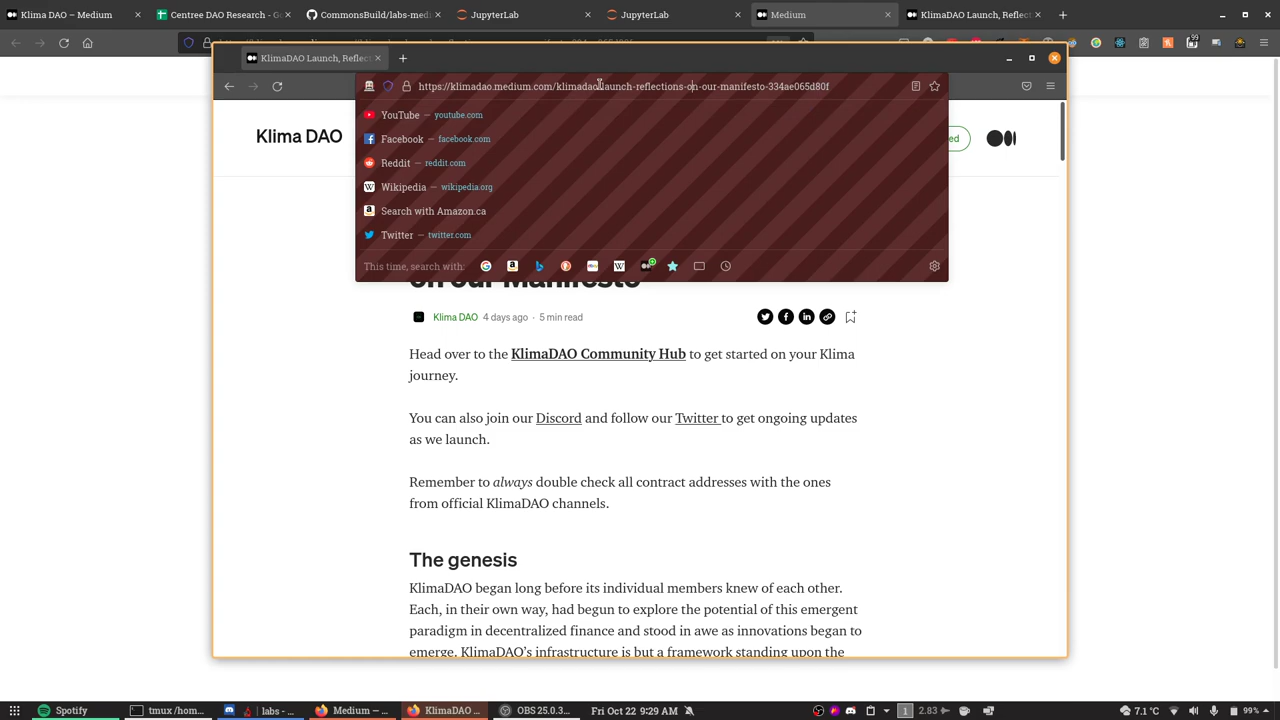 Klima DAO – Medium
Centree DAO Research - G
CommonsBuild/labs-medi
JupyterLab
JupyterLab
Medium
KlimaDAO Launch, Reflect
99
KlimaDAO Launch, Reflect
https://klimadao.medium.com/klimadao-launch-reflections-on-our-manifesto-334ae065d80f
YouTube — youtube.com
Facebook — facebook.com
Reddit — reddit.com
Wikipedia — wikipedia.org
Search with Amazon.ca
Twitter — twitter.com
This time, search with:
Klima DAO
ed
on our Manifesto
Klima DAO 4 days ago · 5 min read
Head over to the KlimaDAO Community Hub to get started on your Klima
journey.
You can also join our Discord and follow our Twitter to get ongoing updates
as we launch.
Remember to always double check all contract addresses with the ones
from official KlimaDAO channels.
The genesis
KlimaDAO began long before its individual members knew of each other.
Each, in their own way, had begun to explore the potential of this emergent
paradigm in decentralized finance and stood in awe as innovations began to
emerge. KlimaDAO's infrastructure is but a framework standing upon the
Spotify
tmux /hom…
labs - …
Medium — …
KlimaDAO …
OBS 25.0.3…
Fri Oct 22 9:29 AM
1
2.83
7.1 °C
99%